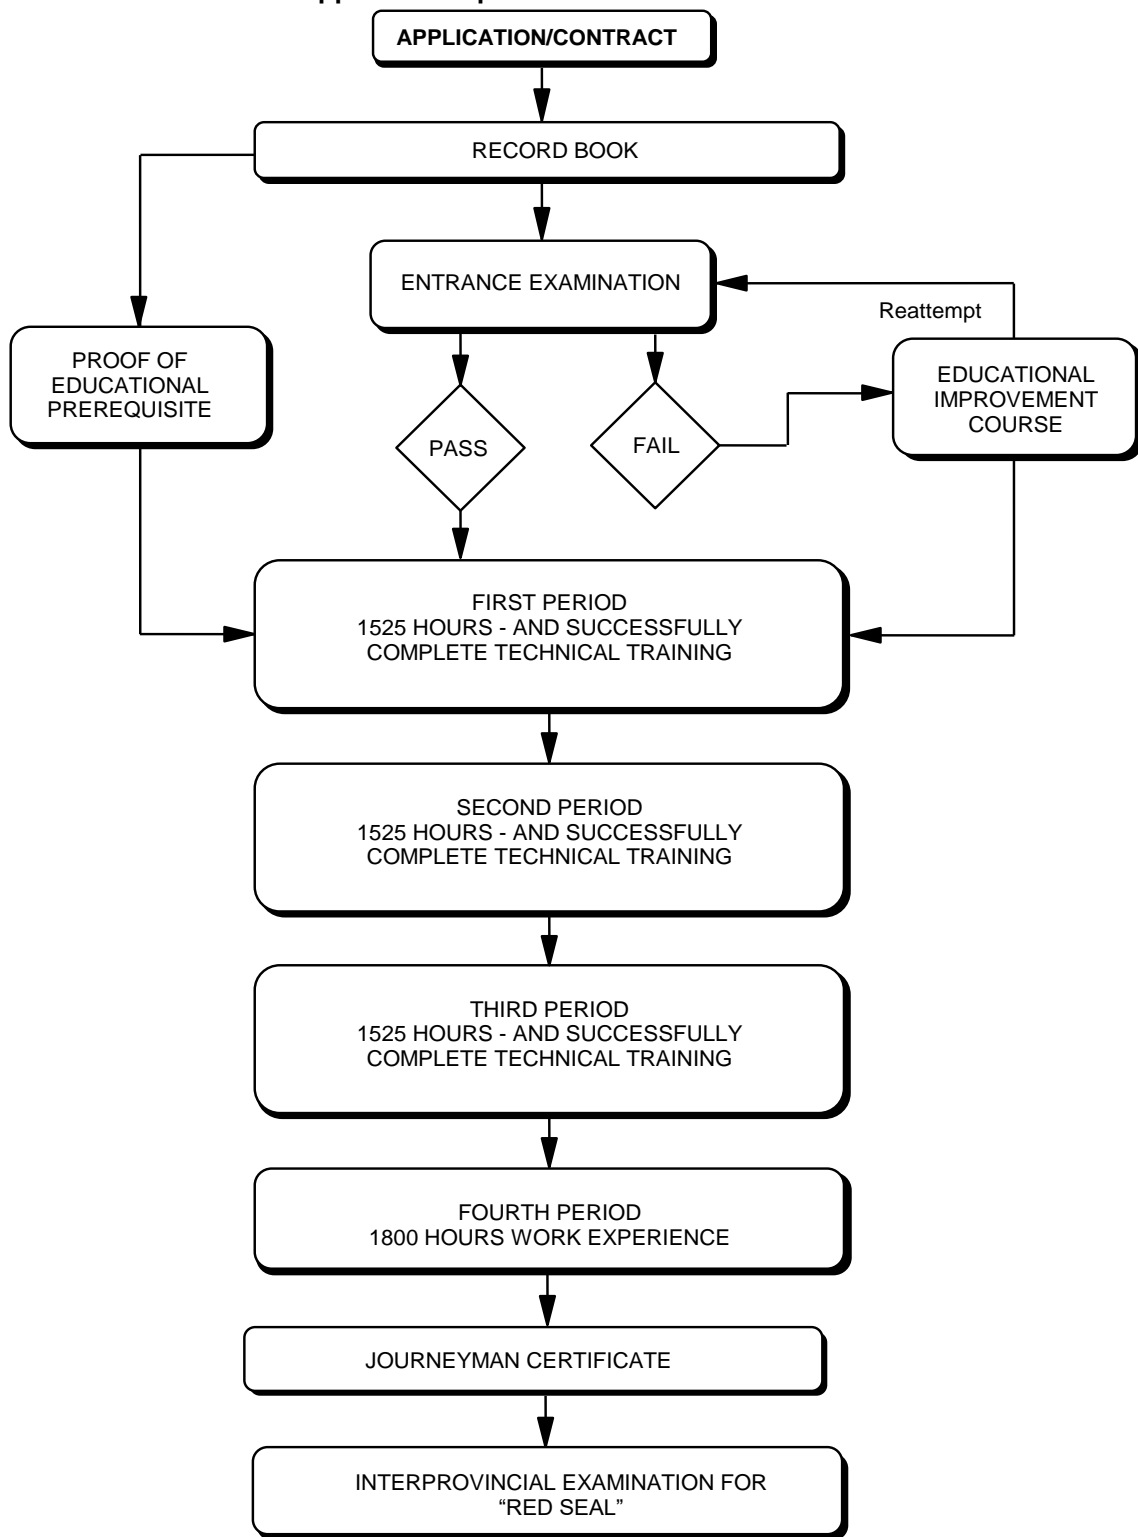 APPLICATION/CONTRACT
RECORD BOOK
ENTRANCE EXAMINATION
Reattempt
PROOF OF
EDUCATIONAL
PREREQUISITE
EDUCATIONAL
IMPROVEMENT
COURSE
PASS
FAIL
FIRST PERIOD
1525 HOURS - AND SUCCESSFULLY
COMPLETE TECHNICAL TRAINING
SECOND PERIOD
1525 HOURS - AND SUCCESSFULLY
COMPLETE TECHNICAL TRAINING
THIRD PERIOD
1525 HOURS - AND SUCCESSFULLY
COMPLETE TECHNICAL TRAINING
FOURTH PERIOD
1800 HOURS WORK EXPERIENCE
JOURNEYMAN CERTIFICATE
INTERPROVINCIAL EXAMINATION FOR
“RED SEAL”